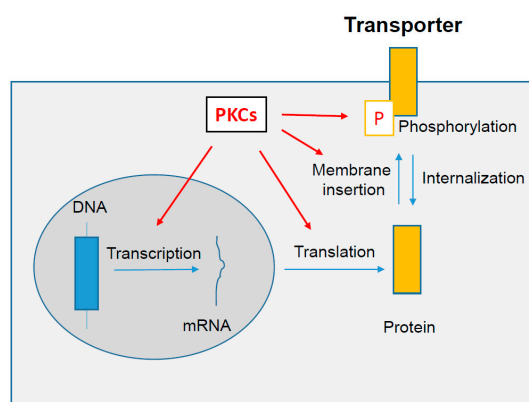 Transporter
PKCs
P
Phosphorylation
Membrane
insertion
Internalization
DNA
Transcription
Translation
mRNA
Protein